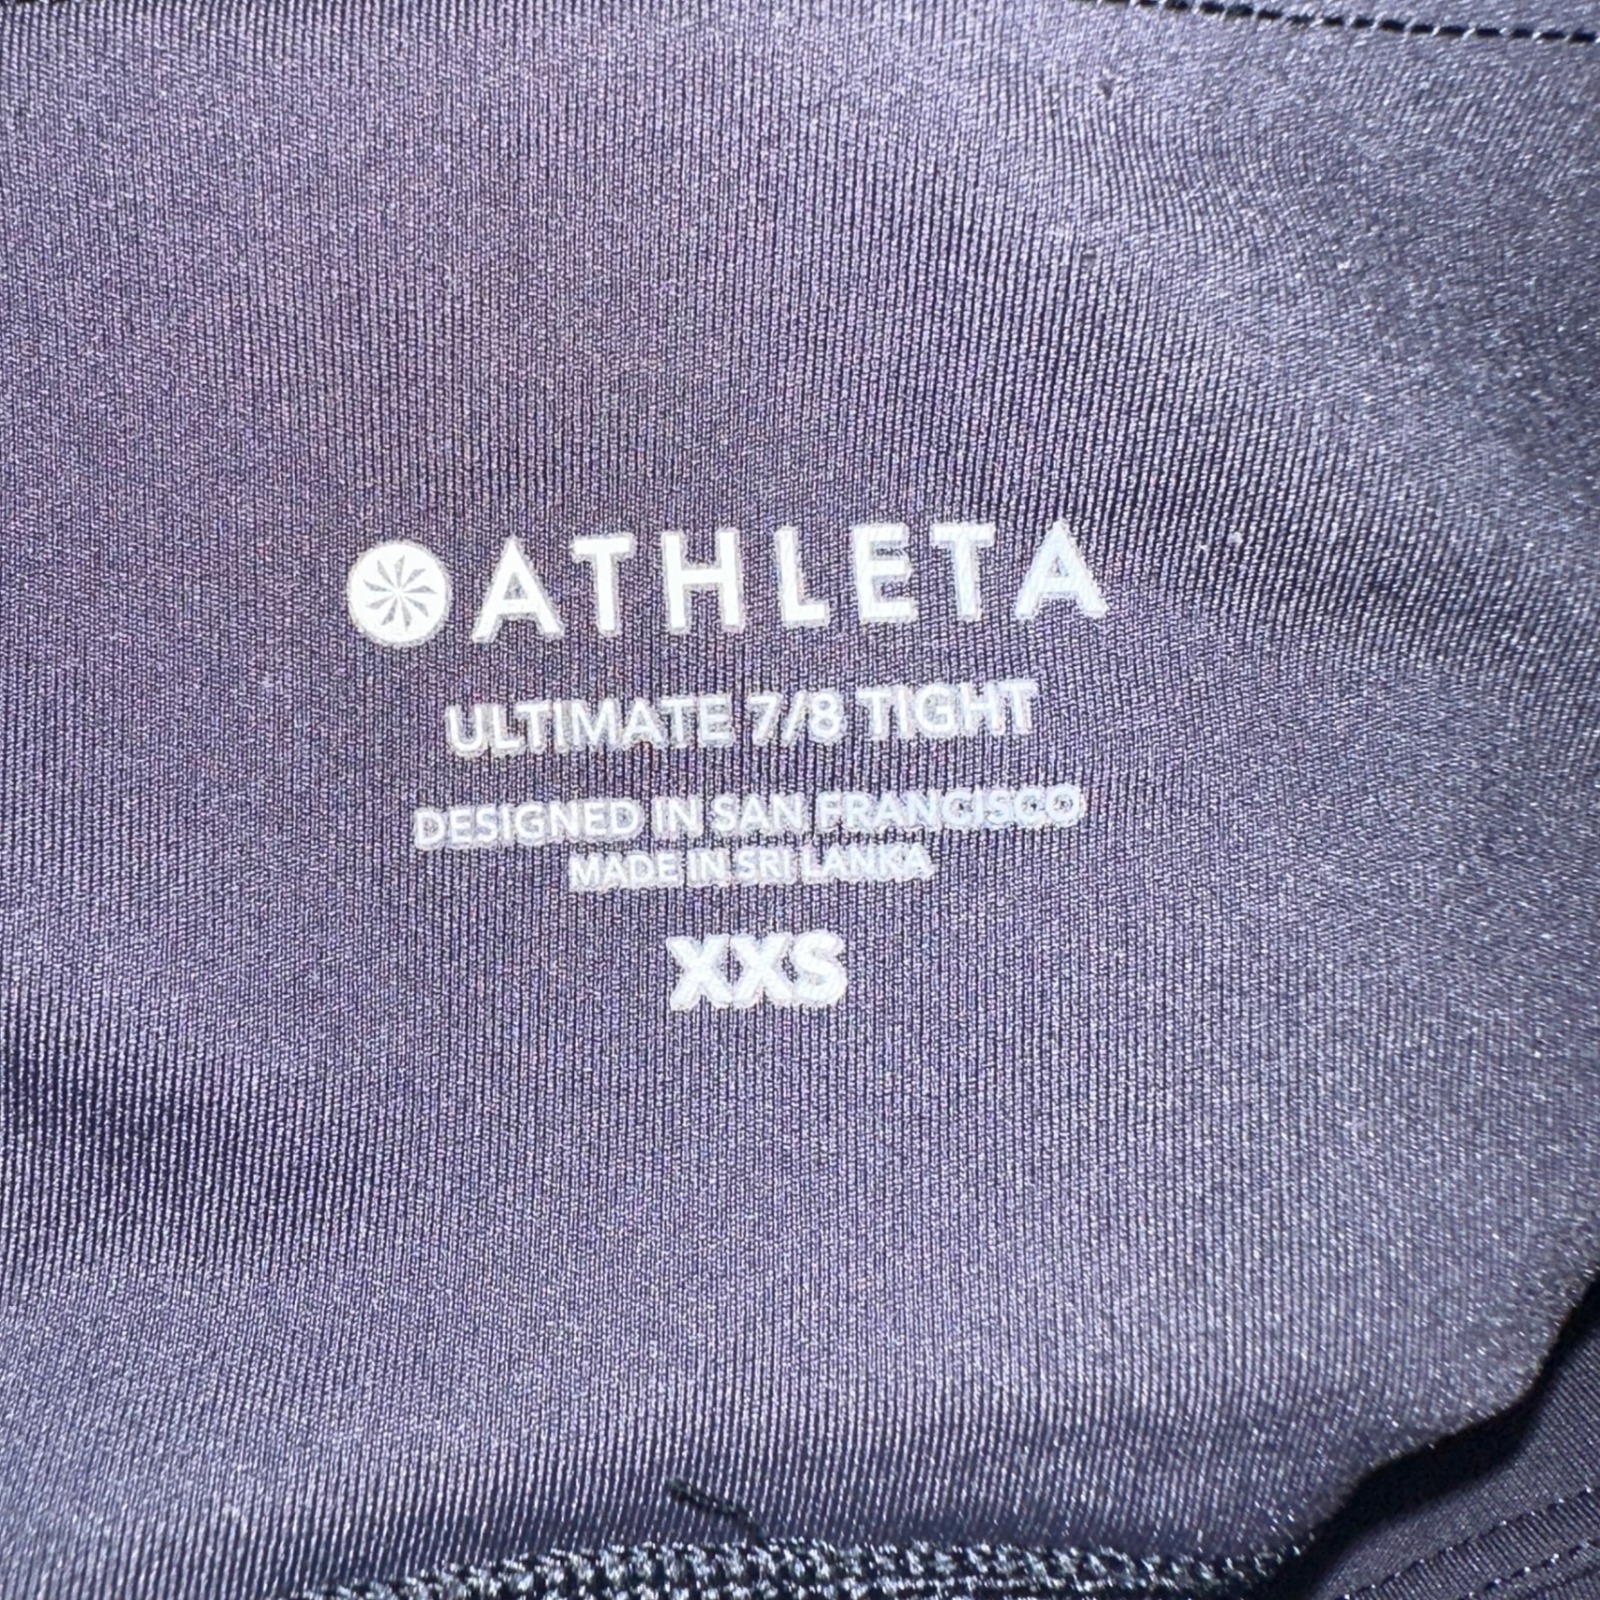 ATHLETA
ULTIMATE 7/8 TIGHT
DESIGNED IN SAN FRANCISCO
MADE IN SRI LANKA
XXS